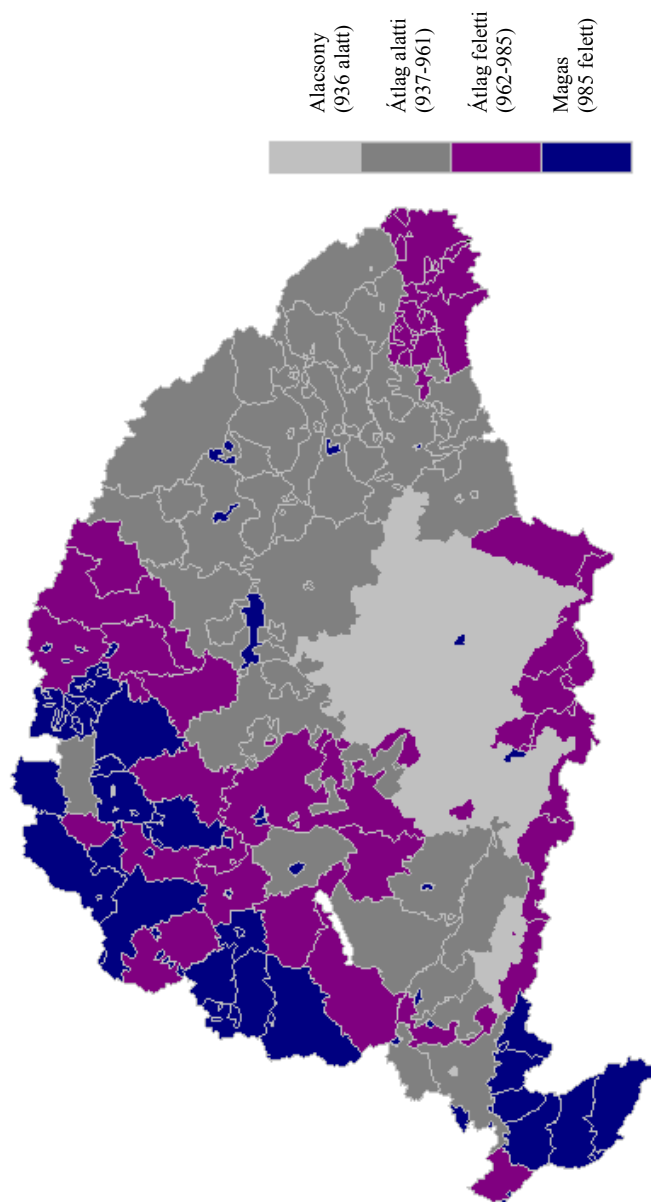 Alacsony
(936 alatt)
Átlag alatti
(937-961)
Átlag feletti
(962-985)
Magas
(985 felett)